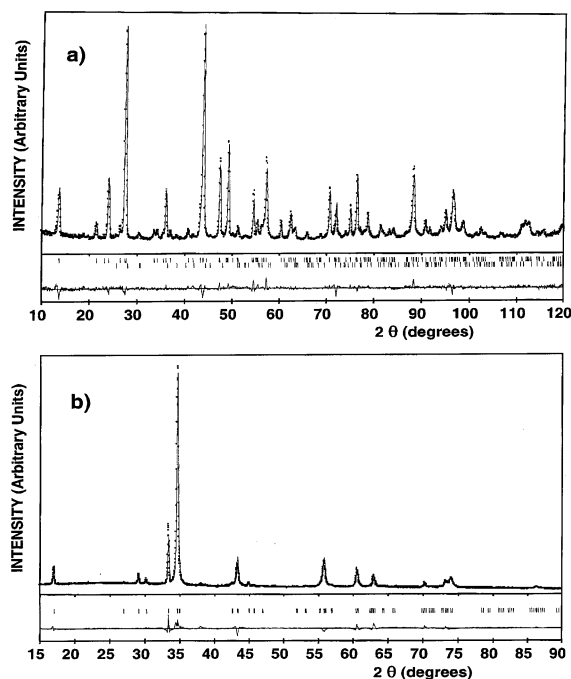 a)
INTENSITY (Arbitrary Units)
10 20 30 40 50 60 70 80 90 100 110 120
2 θ (degrees)
b)
INTENSITY (Arbitrary Units)
15 20 25 30 35 40 45 50 55 60 65 70 75 80 85 90
2 θ (degrees)